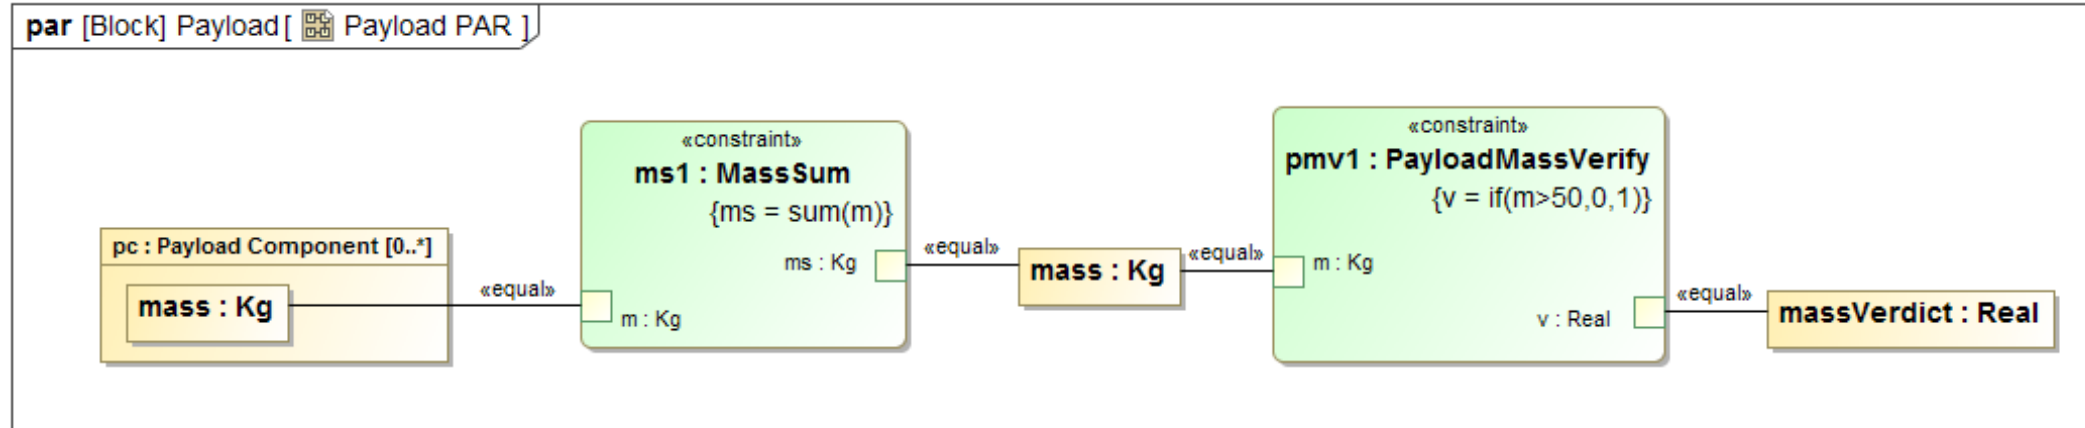 par [Block] Payload [ Payload PAR ]
pc : Payload Component [0..*]
mass : Kg
«equal»
«constraint»
ms1 : MassSum
{ms = sum(m)}
ms : Kg
m : Kg
«equal»
mass : Kg
«equal»
«constraint»
pmv1 : PayloadMassVerify
{v = if(m>50,0,1)}
m : Kg
v : Real
«equal»
massVerdict : Real